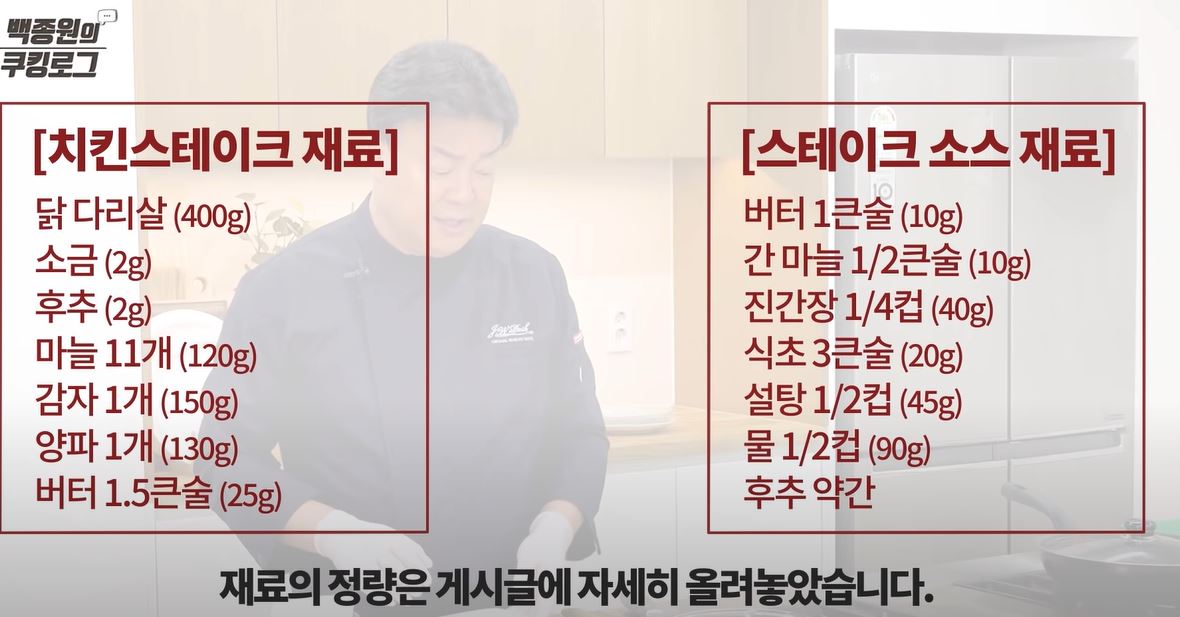 백종원의
쿠킹로그
[치킨스테이크 재료]
닭 다리살 (400g)
소금 (2g)
후추 (2g)
마늘 11개 (120g)
감자 1개 (150g)
양파 1개 (130g)
버터 1.5큰술 (25g)
[스테이크 소스 재료]
버터 1큰술 (10g)
간 마늘 1/2큰술 (10g)
진간장 1/4컵 (40g)
식초 3큰술 (20g)
설탕 1/2컵 (45g)
물 1/2컵 (90g)
후추 약간
재료의 정량은 게시글에 자세히 올려놓았습니다.